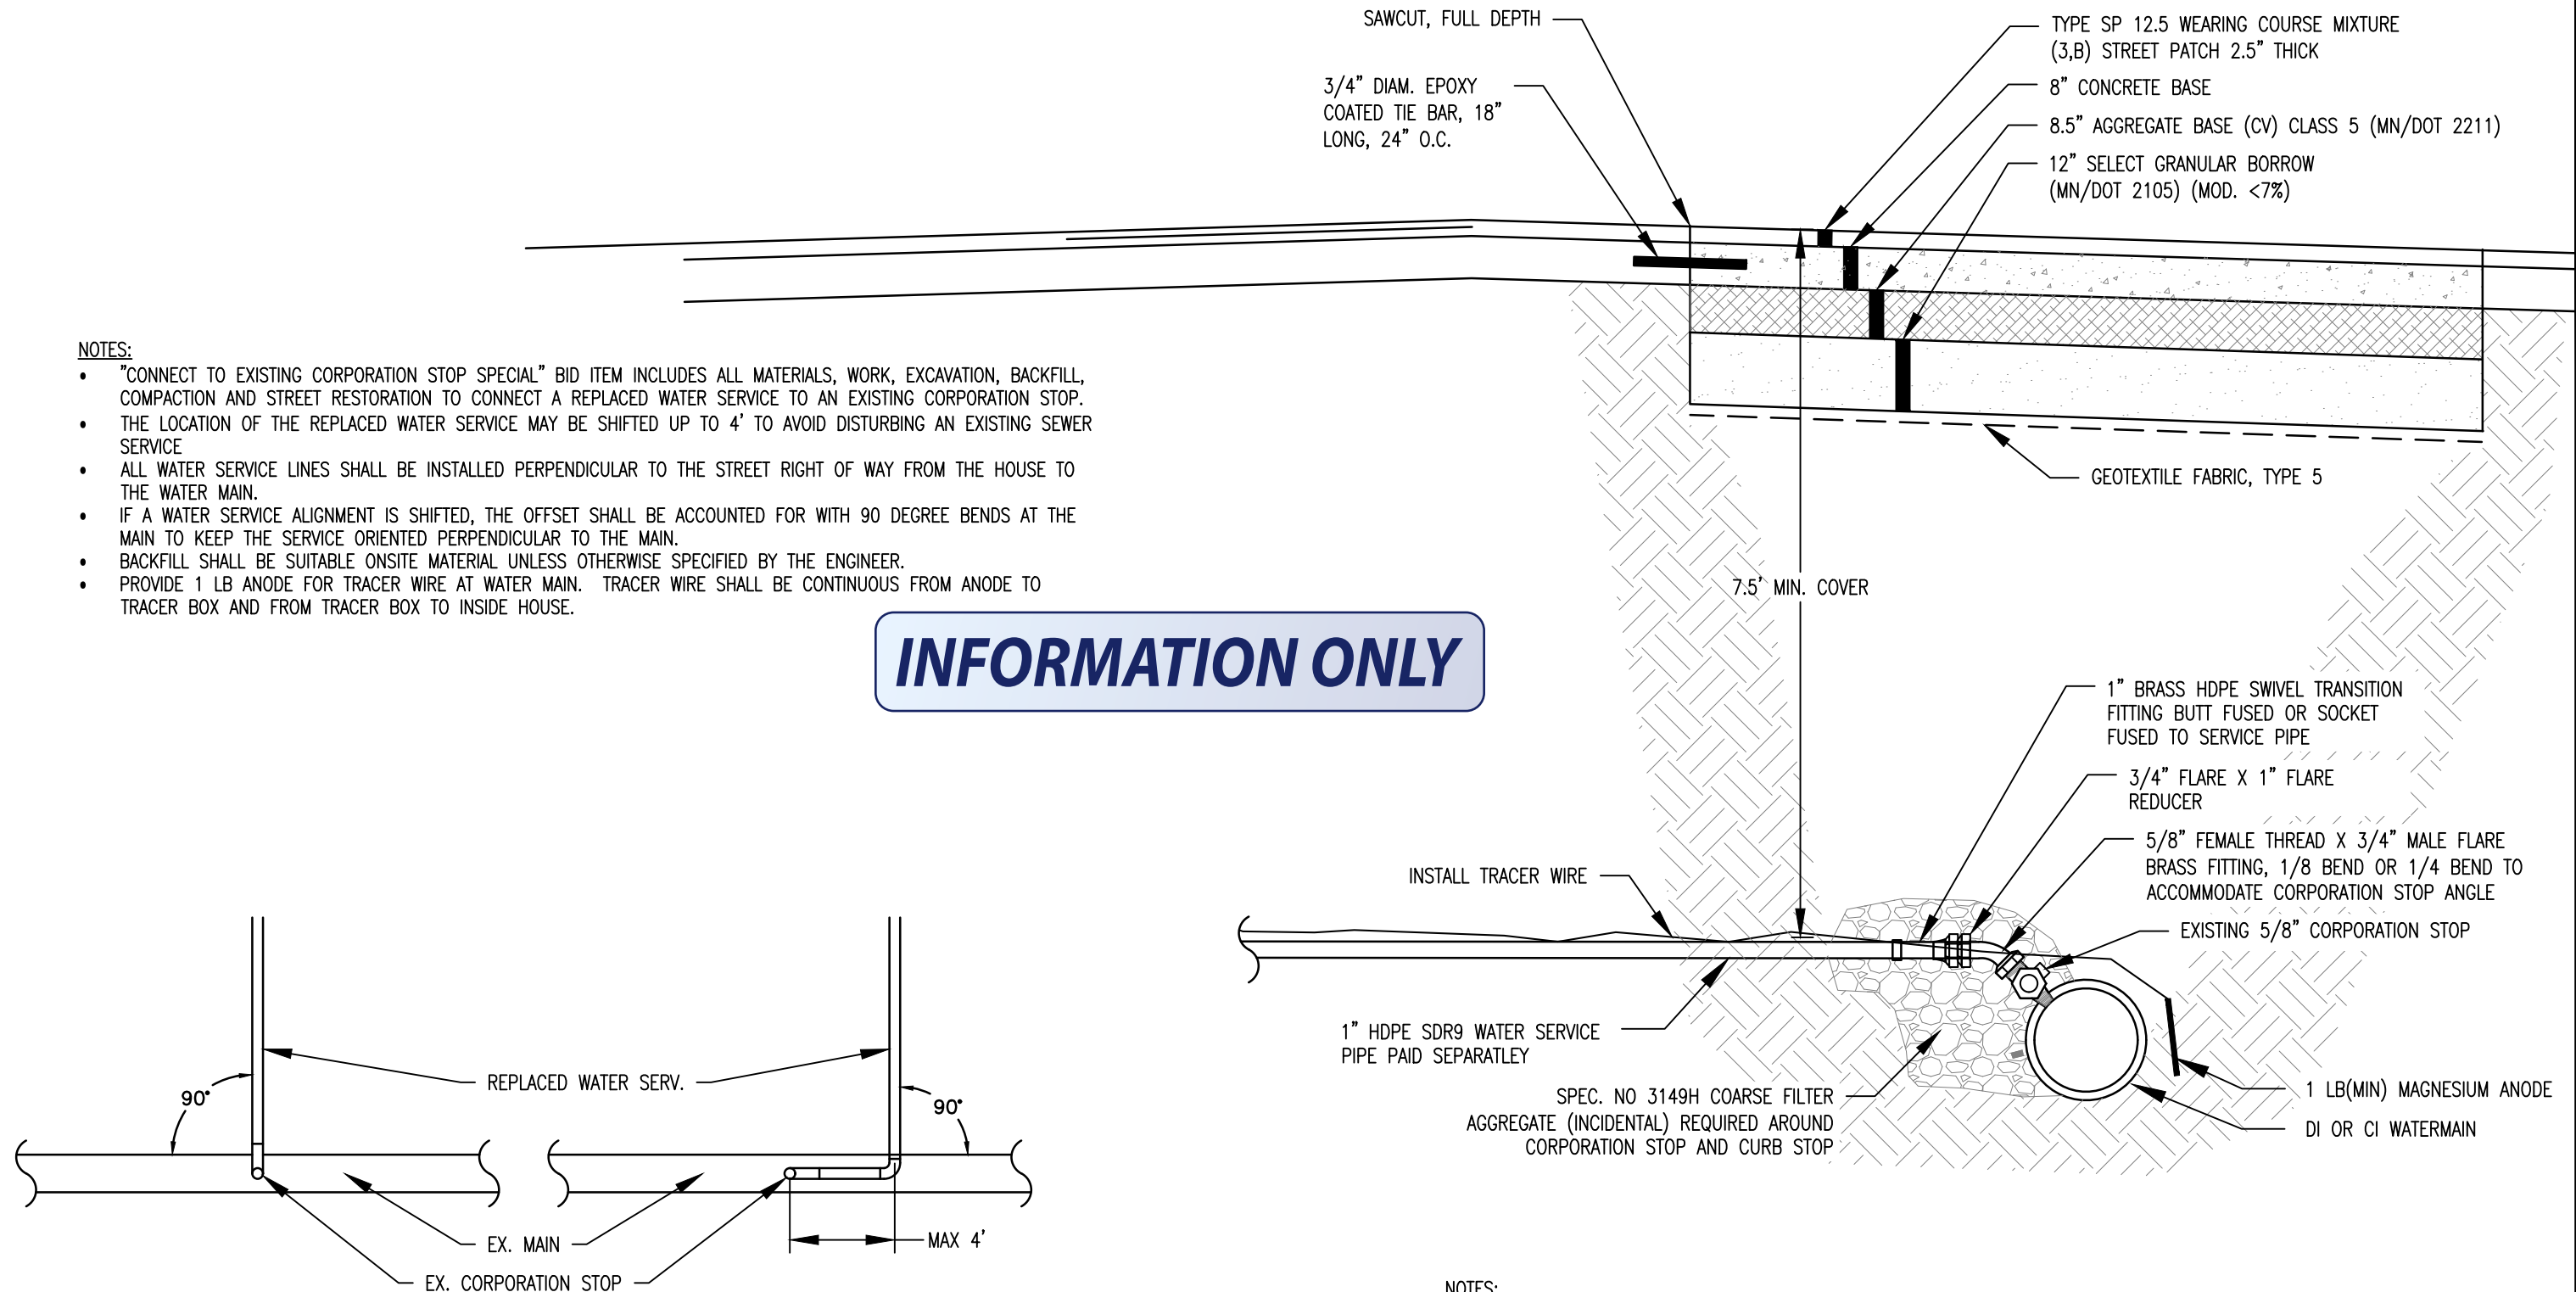 SAWCUT, FULL DEPTH
3/4" DIAM. EPOXY
COATED TIE BAR, 18"
LONG, 24" O.C.
TYPE SP 12.5 WEARING COURSE MIXTURE
(3,B) STREET PATCH 2.5" THICK
8" CONCRETE BASE
8.5" AGGREGATE BASE (CV) CLASS 5 (MN/DOT 2211)
12" SELECT GRANULAR BORROW
(MN/DOT 2105) (MOD. <7%)
GEOTEXTILE FABRIC, TYPE 5
NOTES:
• "CONNECT TO EXISTING CORPORATION STOP SPECIAL" BID ITEM INCLUDES ALL MATERIALS, WORK, EXCAVATION, BACKFILL,
COMPACTION AND STREET RESTORATION TO CONNECT A REPLACED WATER SERVICE TO AN EXISTING CORPORATION STOP.
• THE LOCATION OF THE REPLACED WATER SERVICE MAY BE SHIFTED UP TO 4' TO AVOID DISTURBING AN EXISTING SEWER
SERVICE
• ALL WATER SERVICE LINES SHALL BE INSTALLED PERPENDICULAR TO THE STREET RIGHT OF WAY FROM THE HOUSE TO
THE WATER MAIN.
• IF A WATER SERVICE ALIGNMENT IS SHIFTED, THE OFFSET SHALL BE ACCOUNTED FOR WITH 90 DEGREE BENDS AT THE
MAIN TO KEEP THE SERVICE ORIENTED PERPENDICULAR TO THE MAIN.
• BACKFILL SHALL BE SUITABLE ONSITE MATERIAL UNLESS OTHERWISE SPECIFIED BY THE ENGINEER.
• PROVIDE 1 LB ANODE FOR TRACER WIRE AT WATER MAIN. TRACER WIRE SHALL BE CONTINUOUS FROM ANODE TO
TRACER BOX AND FROM TRACER BOX TO INSIDE HOUSE.
INFORMATION ONLY
7.5' MIN. COVER
1" BRASS HDPE SWIVEL TRANSITION
FITTING BUTT FUSED OR SOCKET
FUSED TO SERVICE PIPE
3/4" FLARE X 1" FLARE
REDUCER
5/8" FEMALE THREAD X 3/4" MALE FLARE
BRASS FITTING, 1/8 BEND OR 1/4 BEND TO
ACCOMMODATE CORPORATION STOP ANGLE
EXISTING 5/8" CORPORATION STOP
INSTALL TRACER WIRE
1" HDPE SDR9 WATER SERVICE
PIPE PAID SEPARATLEY
SPEC. NO 3149H COARSE FILTER
AGGREGATE (INCIDENTAL) REQUIRED AROUND
CORPORATION STOP AND CURB STOP
1 LB(MIN) MAGNESIUM ANODE
DI OR CI WATERMAIN
REPLACED WATER SERV.
90°
90°
MAX 4'
EX. MAIN
EX. CORPORATION STOP
NOTES: